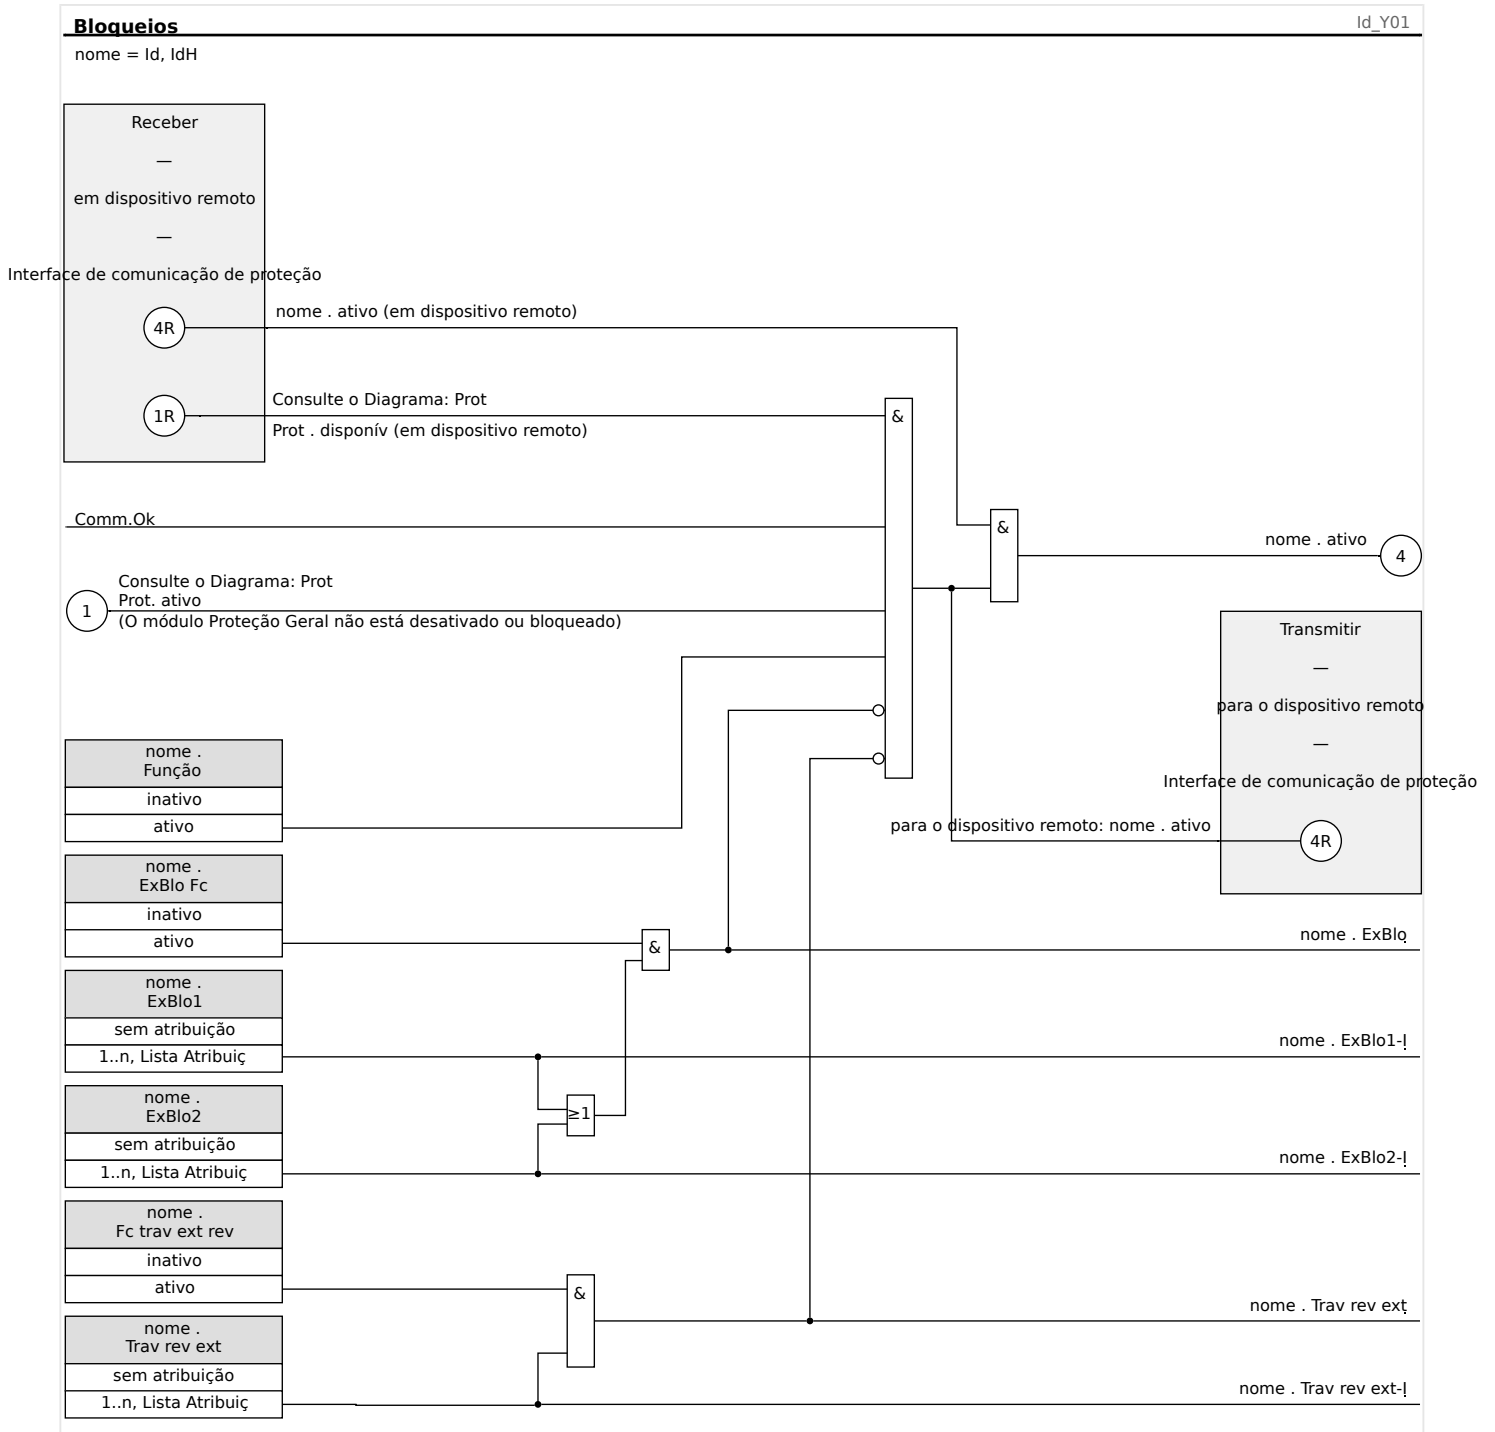 Bloqueios
Id_Y01
nome = Id, IdH
Receber
—
em dispositivo remoto
—
Interface de comunicação de proteção
4R
nome . ativo (em dispositivo remoto)
1R
Consulte o Diagrama: Prot
Prot . disponív (em dispositivo remoto)
&
Comm.Ok
&
nome . ativo
4
1
Consulte o Diagrama: Prot
Prot. ativo
(O módulo Proteção Geral não está desativado ou bloqueado)
Transmitir
—
para o dispositivo remoto
—
Interface de comunicação de proteção
para o dispositivo remoto: nome . ativo
4R
nome .
Função
inativo
ativo
nome .
ExBlo Fc
inativo
ativo
&
nome . ExBlo
nome .
ExBlo1
sem atribuição
1..n, Lista Atribuiç
nome . ExBlo1-I
≥1
nome .
ExBlo2
sem atribuição
1..n, Lista Atribuiç
nome . ExBlo2-I
nome .
Fc trav ext rev
inativo
ativo
&
nome . Trav rev ext
nome .
Trav rev ext
sem atribuição
1..n, Lista Atribuiç
nome . Trav rev ext-I